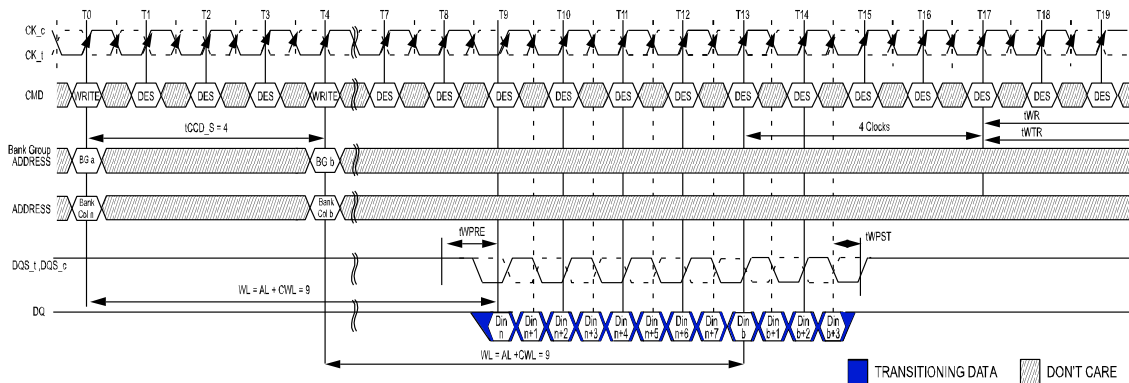 T0 T1 T2 T3 T4 T7 T8 T9 T10 T11 T12 T13 T14 T15 T16 T17 T18 T19
CK_c
CK_t
CMD WRITE DES DES DES WRITE DES DES DES DES DES DES DES DES DES DES DES DES DES
tWR
tCCD_S = 4
4 Clocks
tWTR
Bank Group
ADDRESS
BG a
BG b
ADDRESS
Bank
Col n
Bank
Col b
tWPRE
tWPST
DQS_t ,DQS_c
WL = AL + CWL = 9
DQ
Din
n
Din
n+1
Din
n+2
Din
n+3
Din
n+4
Din
n+5
Din
n+6
Din
n+7
Din
b
Din
b+1
Din
b+2
Din
b+3
WL = AL +CWL = 9
TRANSITIONING DATA
DON'T CARE